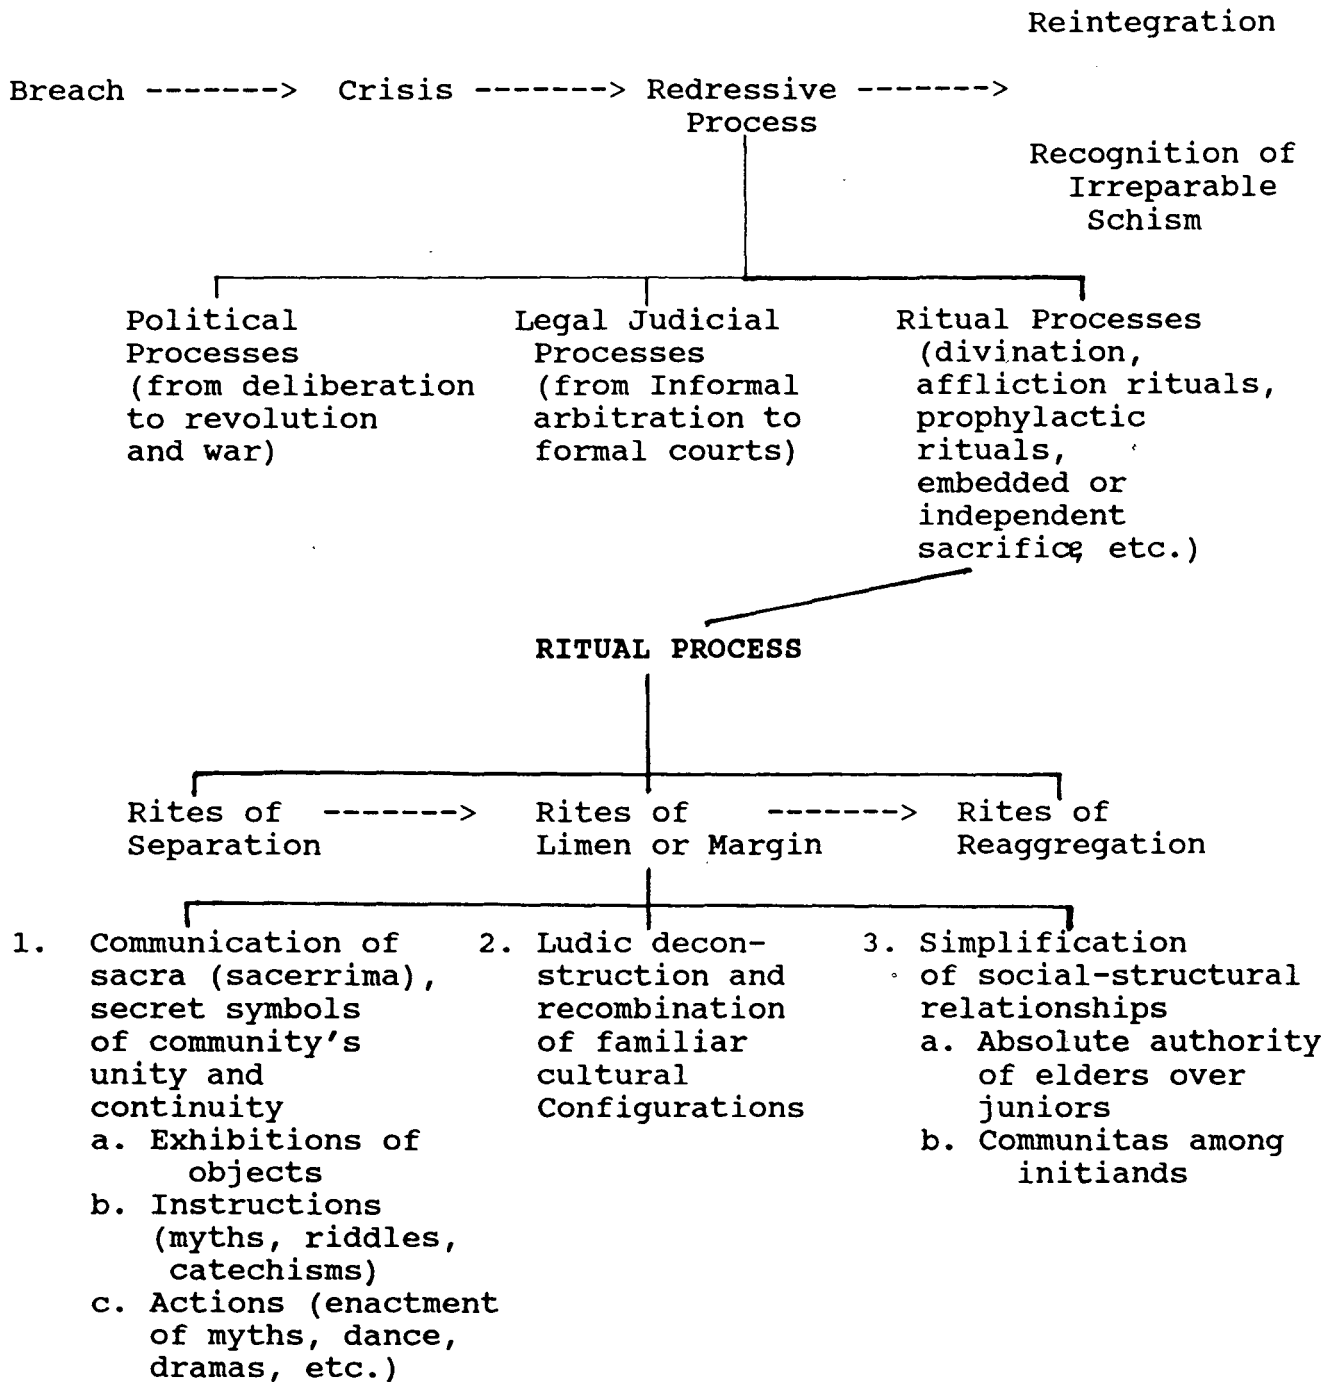 Reintegration
Breach -------> Crisis -------> Redressive ------->
Process
Recognition of
Irreparable
Schism
Political
Processes
(from deliberation
to revolution
and war)
Legal Judicial
Processes
(from Informal
arbitration to
formal courts)
Ritual Processes
(divination,
affliction rituals,
prophylactic
rituals,
embedded or
independent
sacrifice, etc.)
RITUAL PROCESS
Rites of -------> 
Separation
Rites of ------->
Limen or Margin
Rites of
Reaggregation
1. Communication of
sacra (sacerrima),
secret symbols
of community's
unity and
continuity
a. Exhibitions of
objects
b. Instructions
(myths, riddles,
catechisms)
c. Actions (enactment
of myths, dance,
dramas, etc.)
2. Ludic decon-
struction and
recombination
of familiar
cultural
Configurations
3. Simplification
of social-structural
relationships
a. Absolute authority
of elders over
juniors
b. Communitas among
initiands